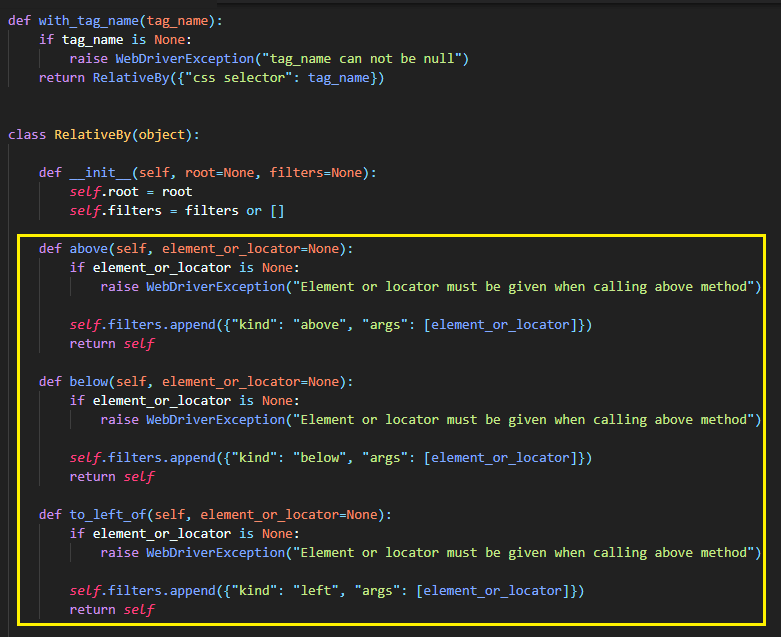 def with_tag_name(tag_name):
    if tag_name is None:
        raise WebDriverException("tag_name can not be null")
    return RelativeBy({"css selector": tag_name})
class RelativeBy(object):
    def __init__(self, root=None, filters=None):
        self.root = root
        self.filters = filters or []
    def above(self, element_or_locator=None):
        if element_or_locator is None:
            raise WebDriverException("Element or locator must be given when calling above method")
        self.filters.append({"kind": "above", "args": [element_or_locator]})
        return self
    def below(self, element_or_locator=None):
        if element_or_locator is None:
            raise WebDriverException("Element or locator must be given when calling above method")
        self.filters.append({"kind": "below", "args": [element_or_locator]})
        return self
    def to_left_of(self, element_or_locator=None):
        if element_or_locator is None:
            raise WebDriverException("Element or locator must be given when calling above method")
        self.filters.append({"kind": "left", "args": [element_or_locator]})
        return self